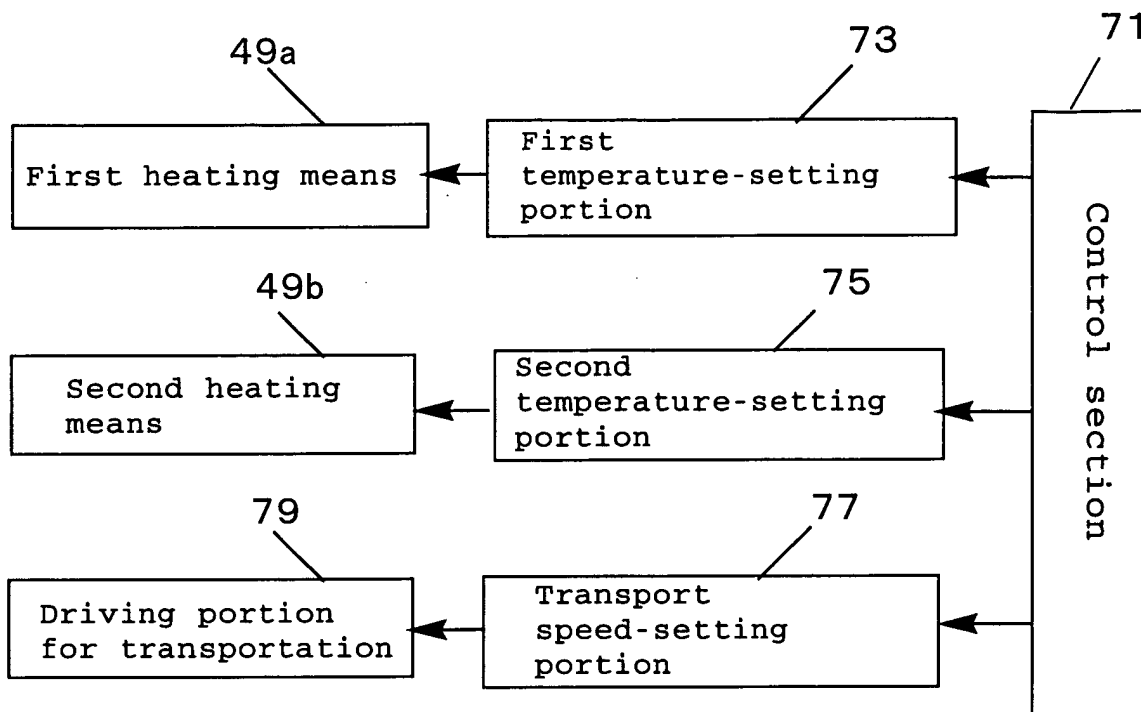 71
49a
73
First heating means
First
temperature-setting
portion
Control section
49b
75
Second heating
means
Second
temperature-setting
portion
79
77
Driving portion
for transportation
Transport
speed-setting
portion